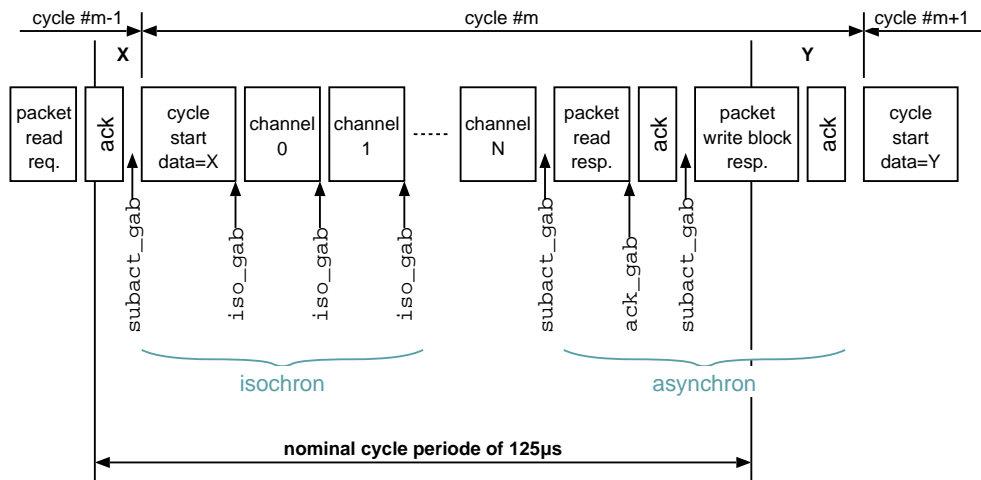 cycle #m-1
cycle #m
cycle #m+1
X
Y
packet
read
req.
ack
cycle
start
data=X
channel
0
channel
1
.....
channel
N
packet
read
resp.
ack
packet
write block
resp.
ack
cycle
start
data=Y
subact_gab
iso_gab
iso_gab
iso_gab
subact_gab
ack_gab
subact_gab
isochron
asynchron
nominal cycle periode of 125µs